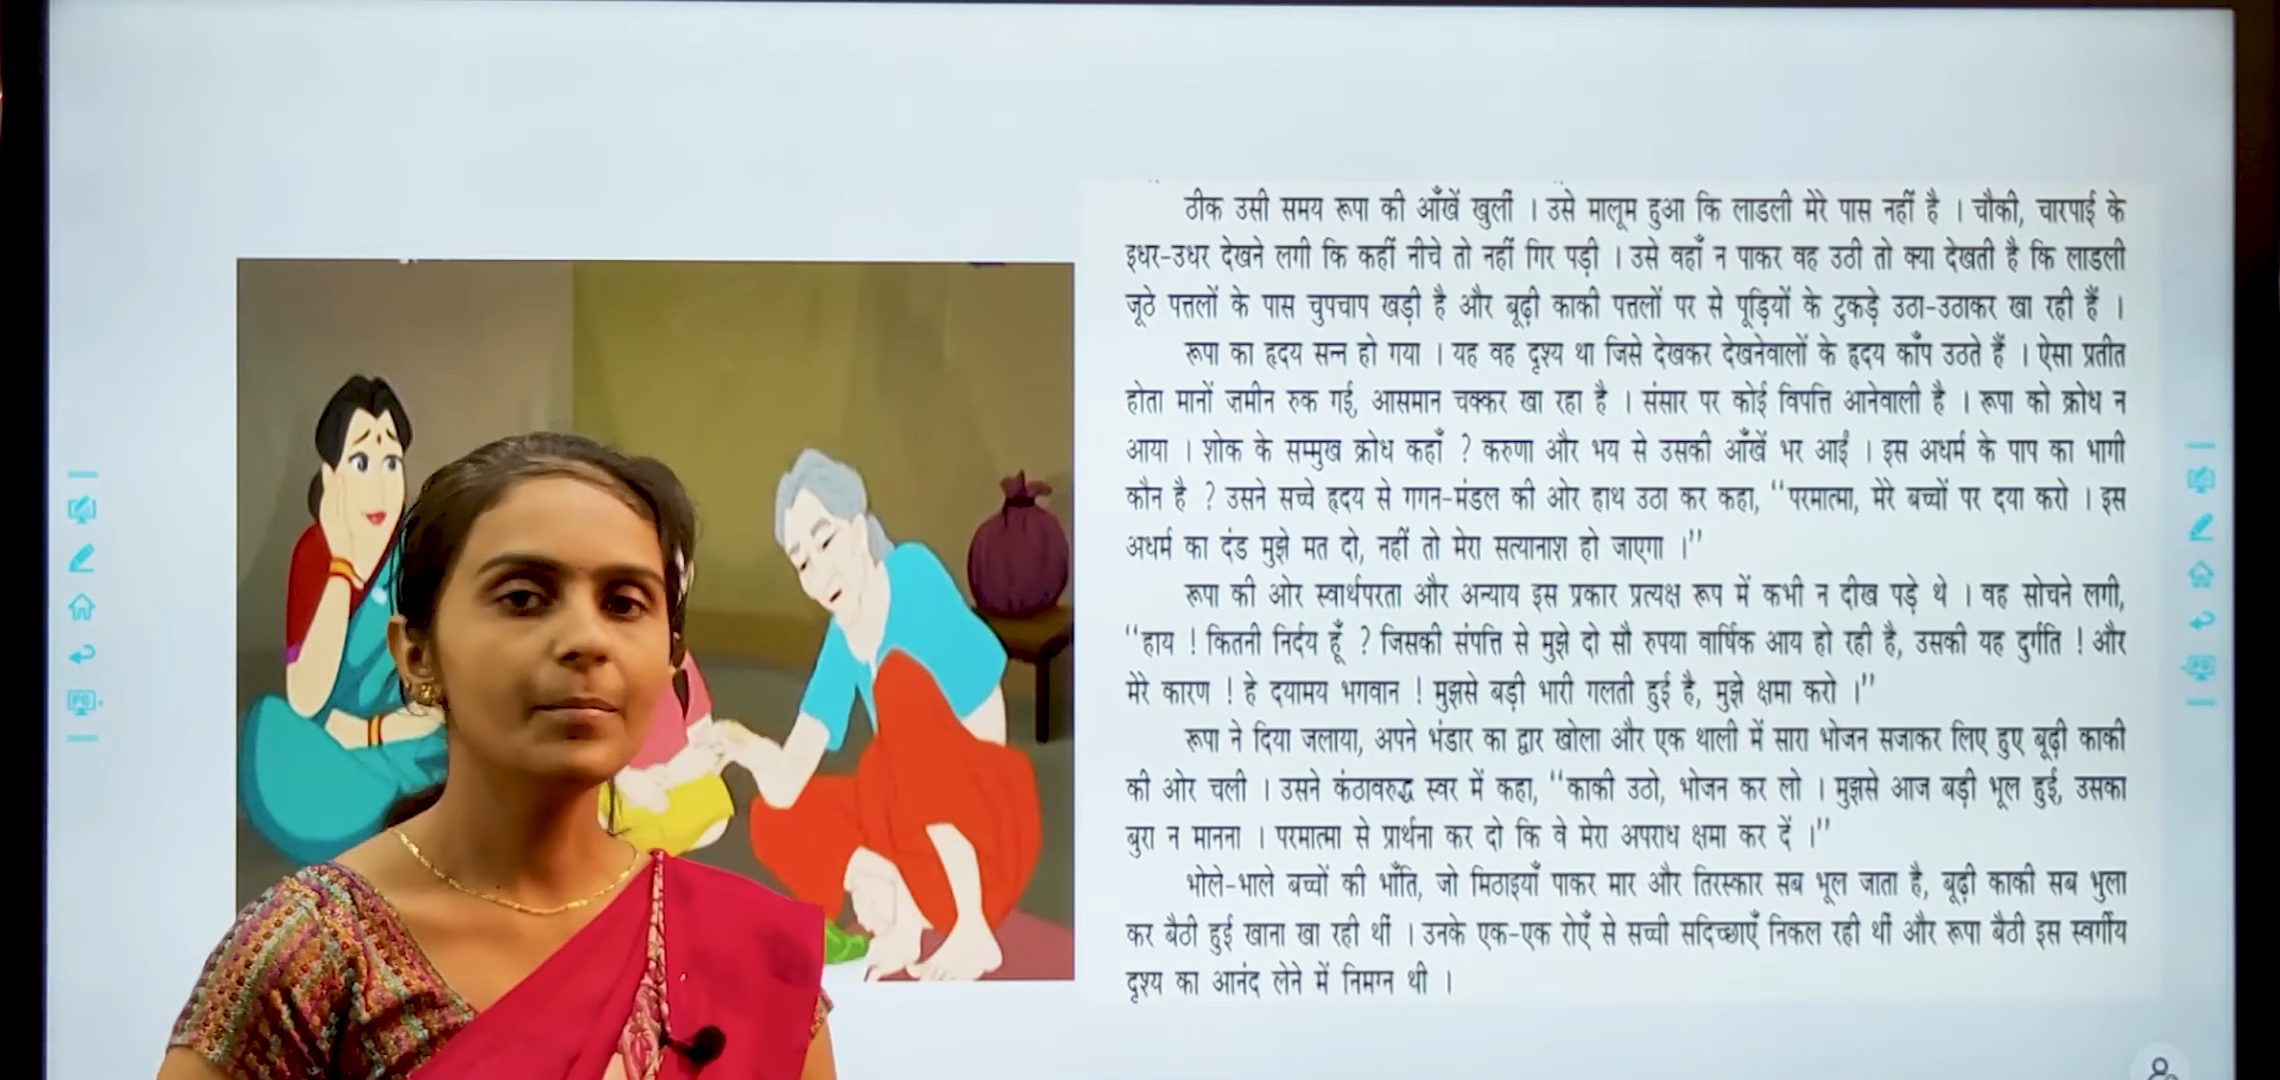 ठीक उसी समय रूपा की आँखें खुलीं । उसे मालूम हुआ कि लाडली मेरे पास नहीं है । चौकी, चारपाई के
इधर-उधर देखने लगी कि कहीं नीचे तो नहीं गिर पड़ी । उसे वहाँ न पाकर वह उठी तो क्या देखती है कि लाडली
जूठे पत्तलों के पास चुपचाप खड़ी है और बूढ़ी काकी पत्तलों पर से पूड़ियों के टुकड़े उठा-उठाकर खा रही हैं ।
रूपा का हृदय सन्न हो गया । यह वह दृश्य था जिसे देखकर देखनेवालों के हृदय काँप उठते हैं । ऐसा प्रतीत
होता मानों ज़मीन रुक गई, आसमान चक्कर खा रहा है । संसार पर कोई विपत्ति आनेवाली है । रूपा को क्रोध न
आया । शोक के सम्मुख क्रोध कहाँ ? करुणा और भय से उसकी आँखें भर आईं । इस अधर्म के पाप का भागी
कौन है ? उसने सच्चे हृदय से गगन-मंडल की ओर हाथ उठा कर कहा, “परमात्मा, मेरे बच्चों पर दया करो । इस
अधर्म का दंड मुझे मत दो, नहीं तो मेरा सत्यानाश हो जाएगा ।”
रूपा की ओर स्वार्थपरता और अन्याय इस प्रकार प्रत्यक्ष रूप में कभी न दीख पड़े थे । वह सोचने लगी,
“हाय ! कितनी निर्दय हूँ ? जिसकी संपत्ति से मुझे दो सौ रुपया वार्षिक आय हो रही है, उसकी यह दुर्गति ! और
मेरे कारण ! हे दयामय भगवान ! मुझसे बड़ी भारी गलती हुई है, मुझे क्षमा करो ।”
रूपा ने दिया जलाया, अपने भंडार का द्वार खोला और एक थाली में सारा भोजन सजाकर लिए हुए बूढ़ी काकी
की ओर चली । उसने कंठावरुद्ध स्वर में कहा, “काकी उठो, भोजन कर लो । मुझसे आज बड़ी भूल हुई, उसका
बुरा न मानना । परमात्मा से प्रार्थना कर दो कि वे मेरा अपराध क्षमा कर दें ।”
भोले-भाले बच्चों की भाँति, जो मिठाइयाँ पाकर मार और तिरस्कार सब भूल जाता है, बूढ़ी काकी सब भुला
कर बैठी हुई खाना खा रही थीं । उनके एक-एक रोएँ से सच्ची सदिच्छाएँ निकल रही थीं और रूपा बैठी इस स्वर्गीय
दृश्य का आनंद लेने में निमग्न थी ।